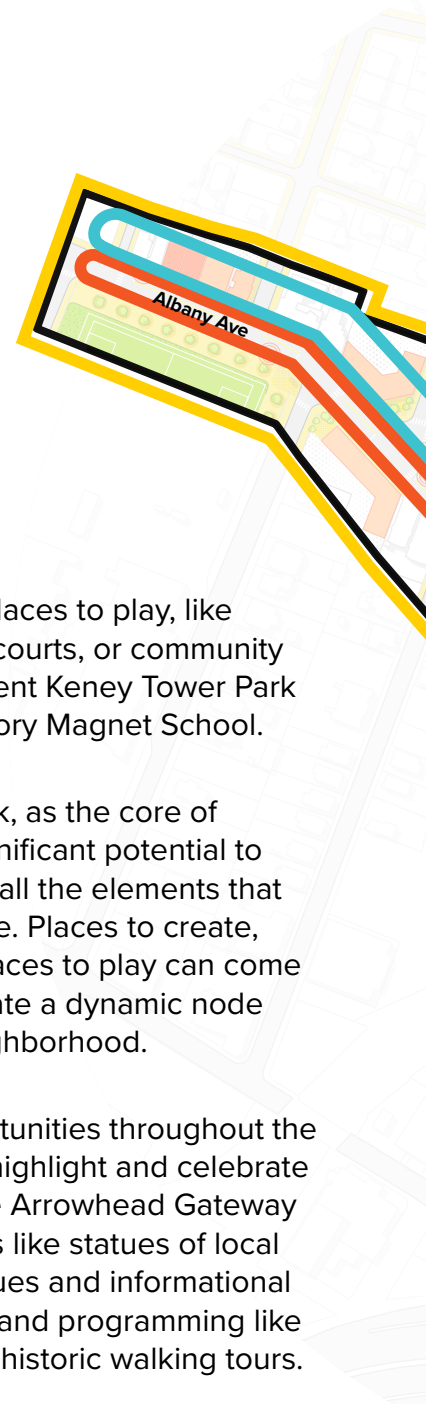 Albany Ave
laces to play, like
courts, or community
ent Keney Tower Park
ory Magnet School.
k, as the core of
nificant potential to
all the elements that
e. Places to create,
aces to play can come
ate a dynamic node
ghborhood.
tunities throughout the
highlight and celebrate
e Arrowhead Gateway
s like statues of local
ues and informational
and programming like
historic walking tours.